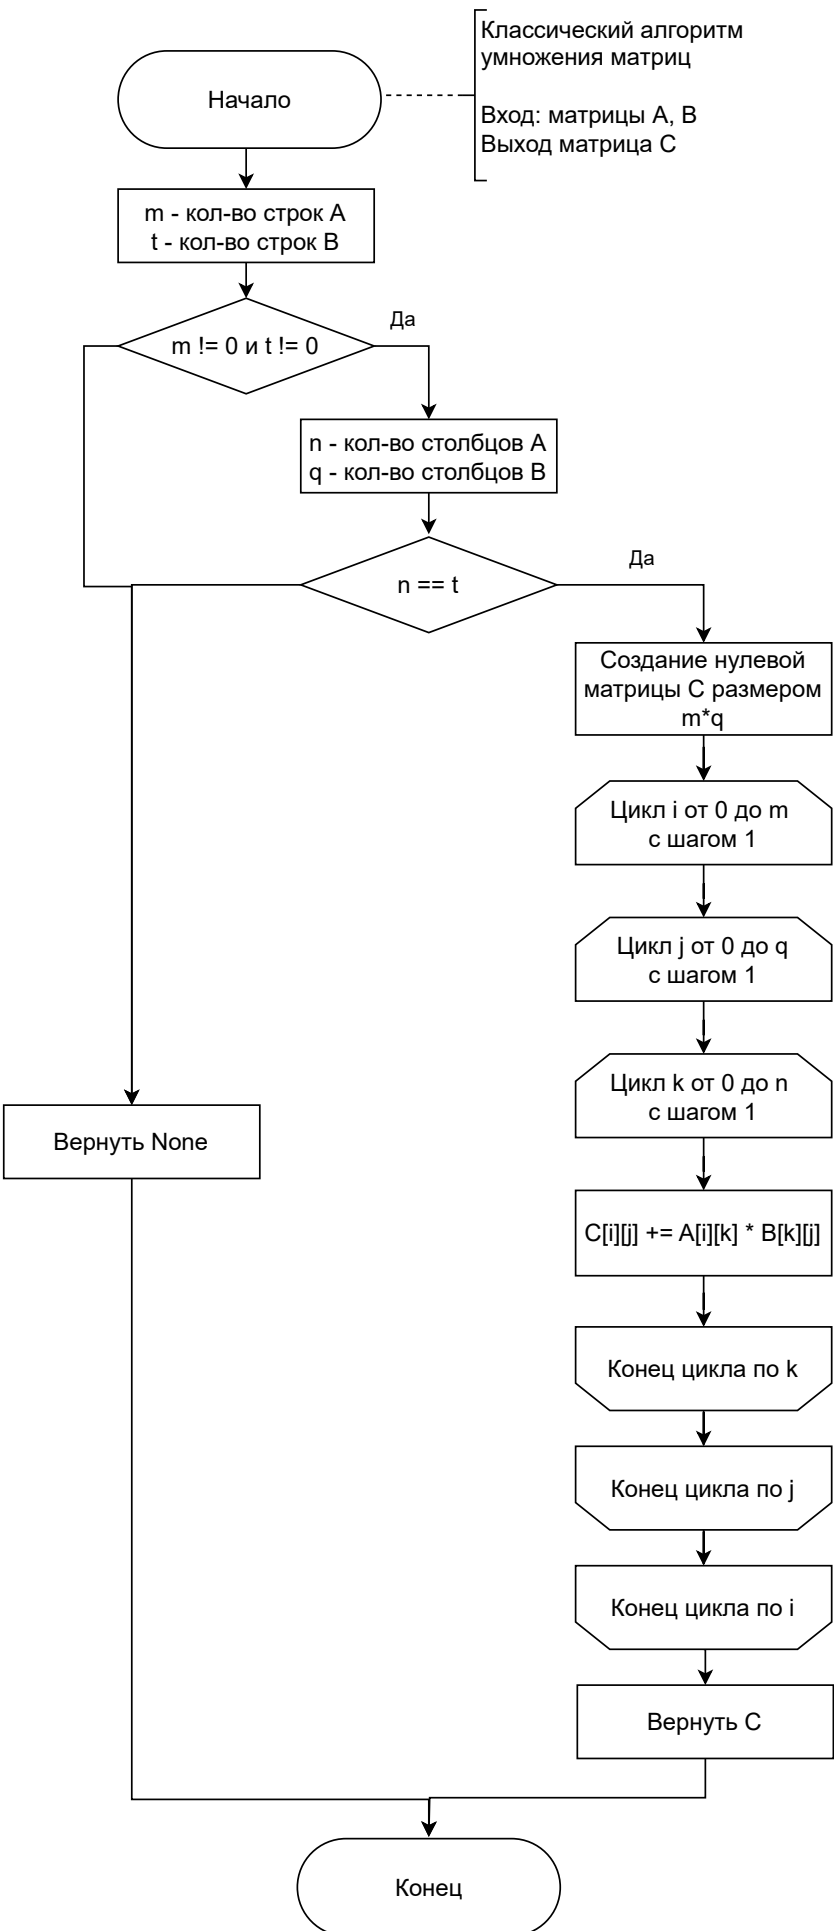 Классический алгоритм
умножения матриц
Вход: матрицы A, B
Выход матрица C
Начало
m - кол-во строк A
t - кол-во строк B
m != 0 и t != 0
Да
n - кол-во столбцов A
q - кол-во столбцов B
n == t
Да
Создание нулевой
матрицы C размером
m*q
Цикл i от 0 до m
с шагом 1
Цикл j от 0 до q
с шагом 1
Цикл k от 0 до n
с шагом 1
Вернуть None
C[i][j] += A[i][k] * B[k][j]
Конец цикла по k
Конец цикла по j
Конец цикла по i
Вернуть C
Конец